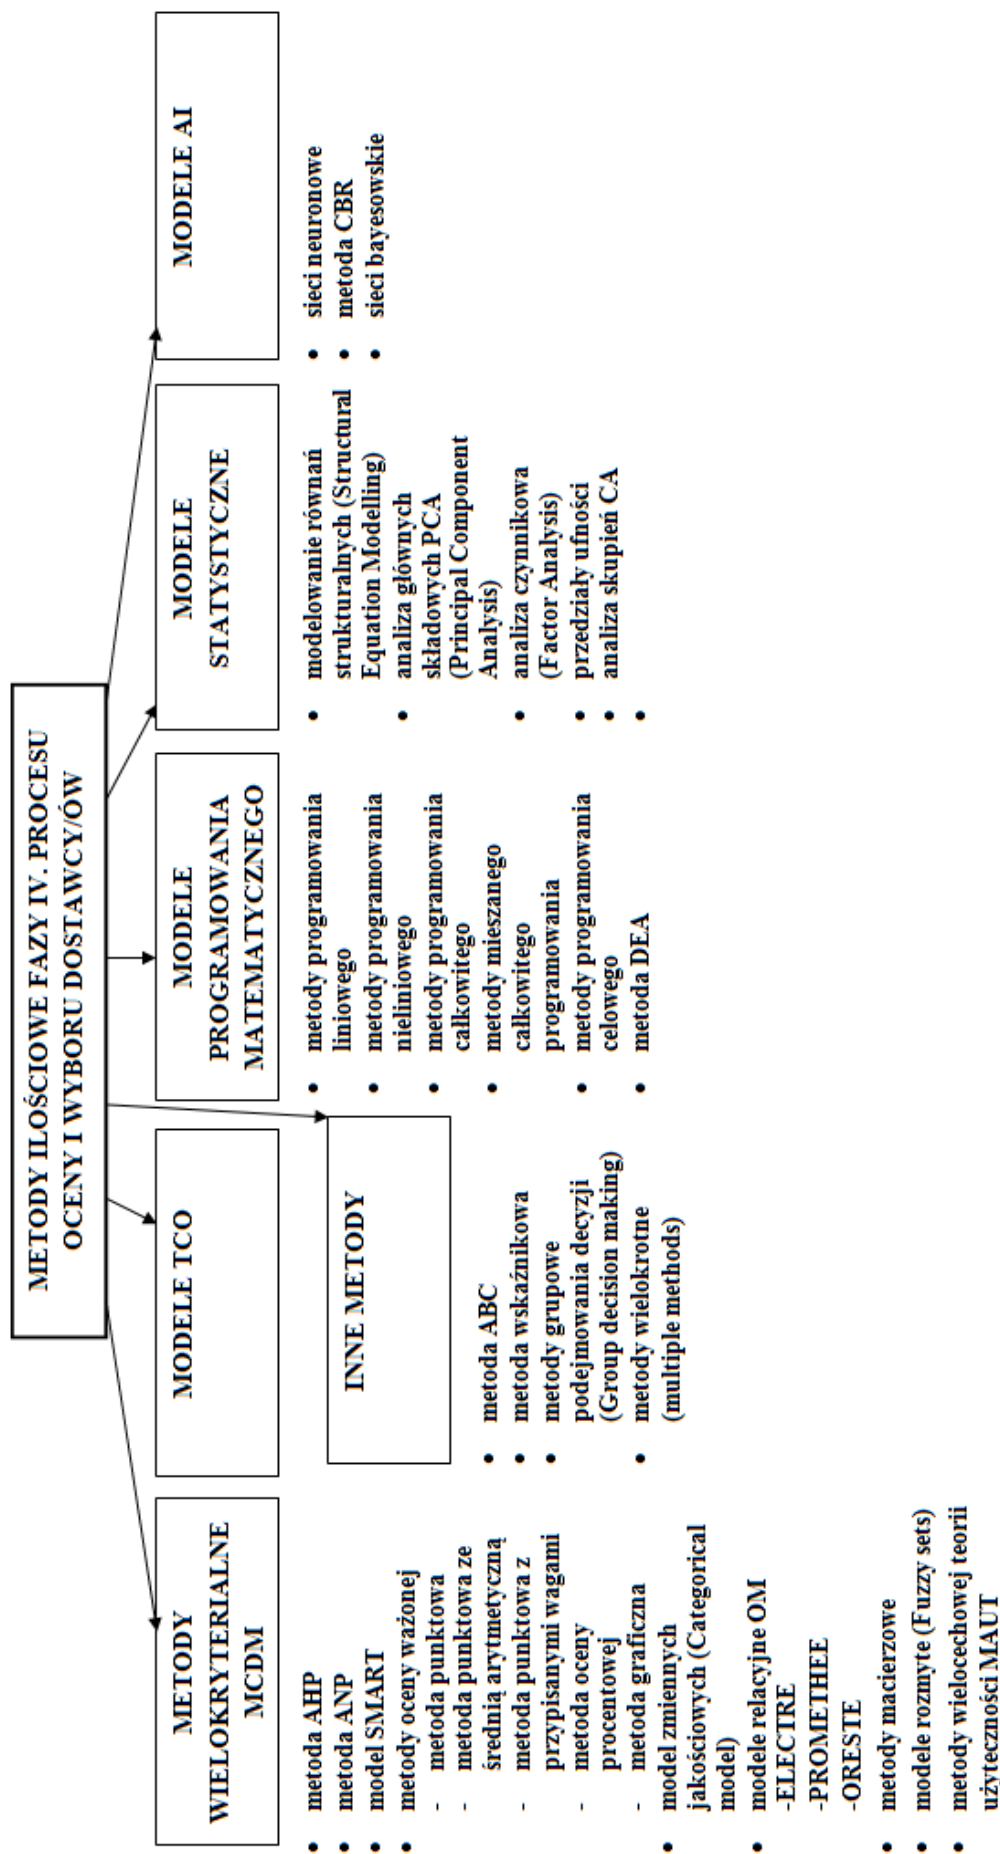 METODY ILOŚCIOWE FAZY IV. PROCESU
OCENY I WYBORU DOSTAWCY/ÓW
METODY
WIELOKRYTERIALNE
MCDM
• metoda AHP
• metoda ANP
• model SMART
• metody oceny ważonej
- metoda punktowa
- metoda punktowa ze
średnią arytmetyczną
- metoda punktowa z
przypisanymi wagami
- metoda oceny
procentowej
- metoda graficzna
• model zmiennych
jakościowych (Categorical
model)
• modele relacyjne OM
-ELECTRE
-PROMETHEE
-ORESTE
• metody macierzowe
• modele rozmyte (Fuzzy sets)
• metody wielocechowej teorii
użyteczności MAUT
MODELE TCO
INNE METODY
• metoda ABC
• metoda wskaźnikowa
• metody grupowe
podejmowania decyzji
(Group decision making)
• metody wielokrotne
(multiple methods)
MODELE
PROGRAMOWANIA
MATEMATYCZNEGO
• metody programowania
liniowego
• metody programowania
nieliniowego
• metody programowania
całkowitego
• metody mieszanego
całkowitego
programowania
• metody programowania
celowego
• metoda DEA
MODELE
STATYSTYCZNE
• modelowanie równań
strukturalnych (Structural
Equation Modelling)
• analiza głównych
składowych PCA
(Principal Component
Analysis)
• analiza czynnikowa
(Factor Analysis)
• przedziały ufności
• analiza skupień CA
•
MODELE AI
• sieci neuronowe
• metoda CBR
• sieci bayesowskie